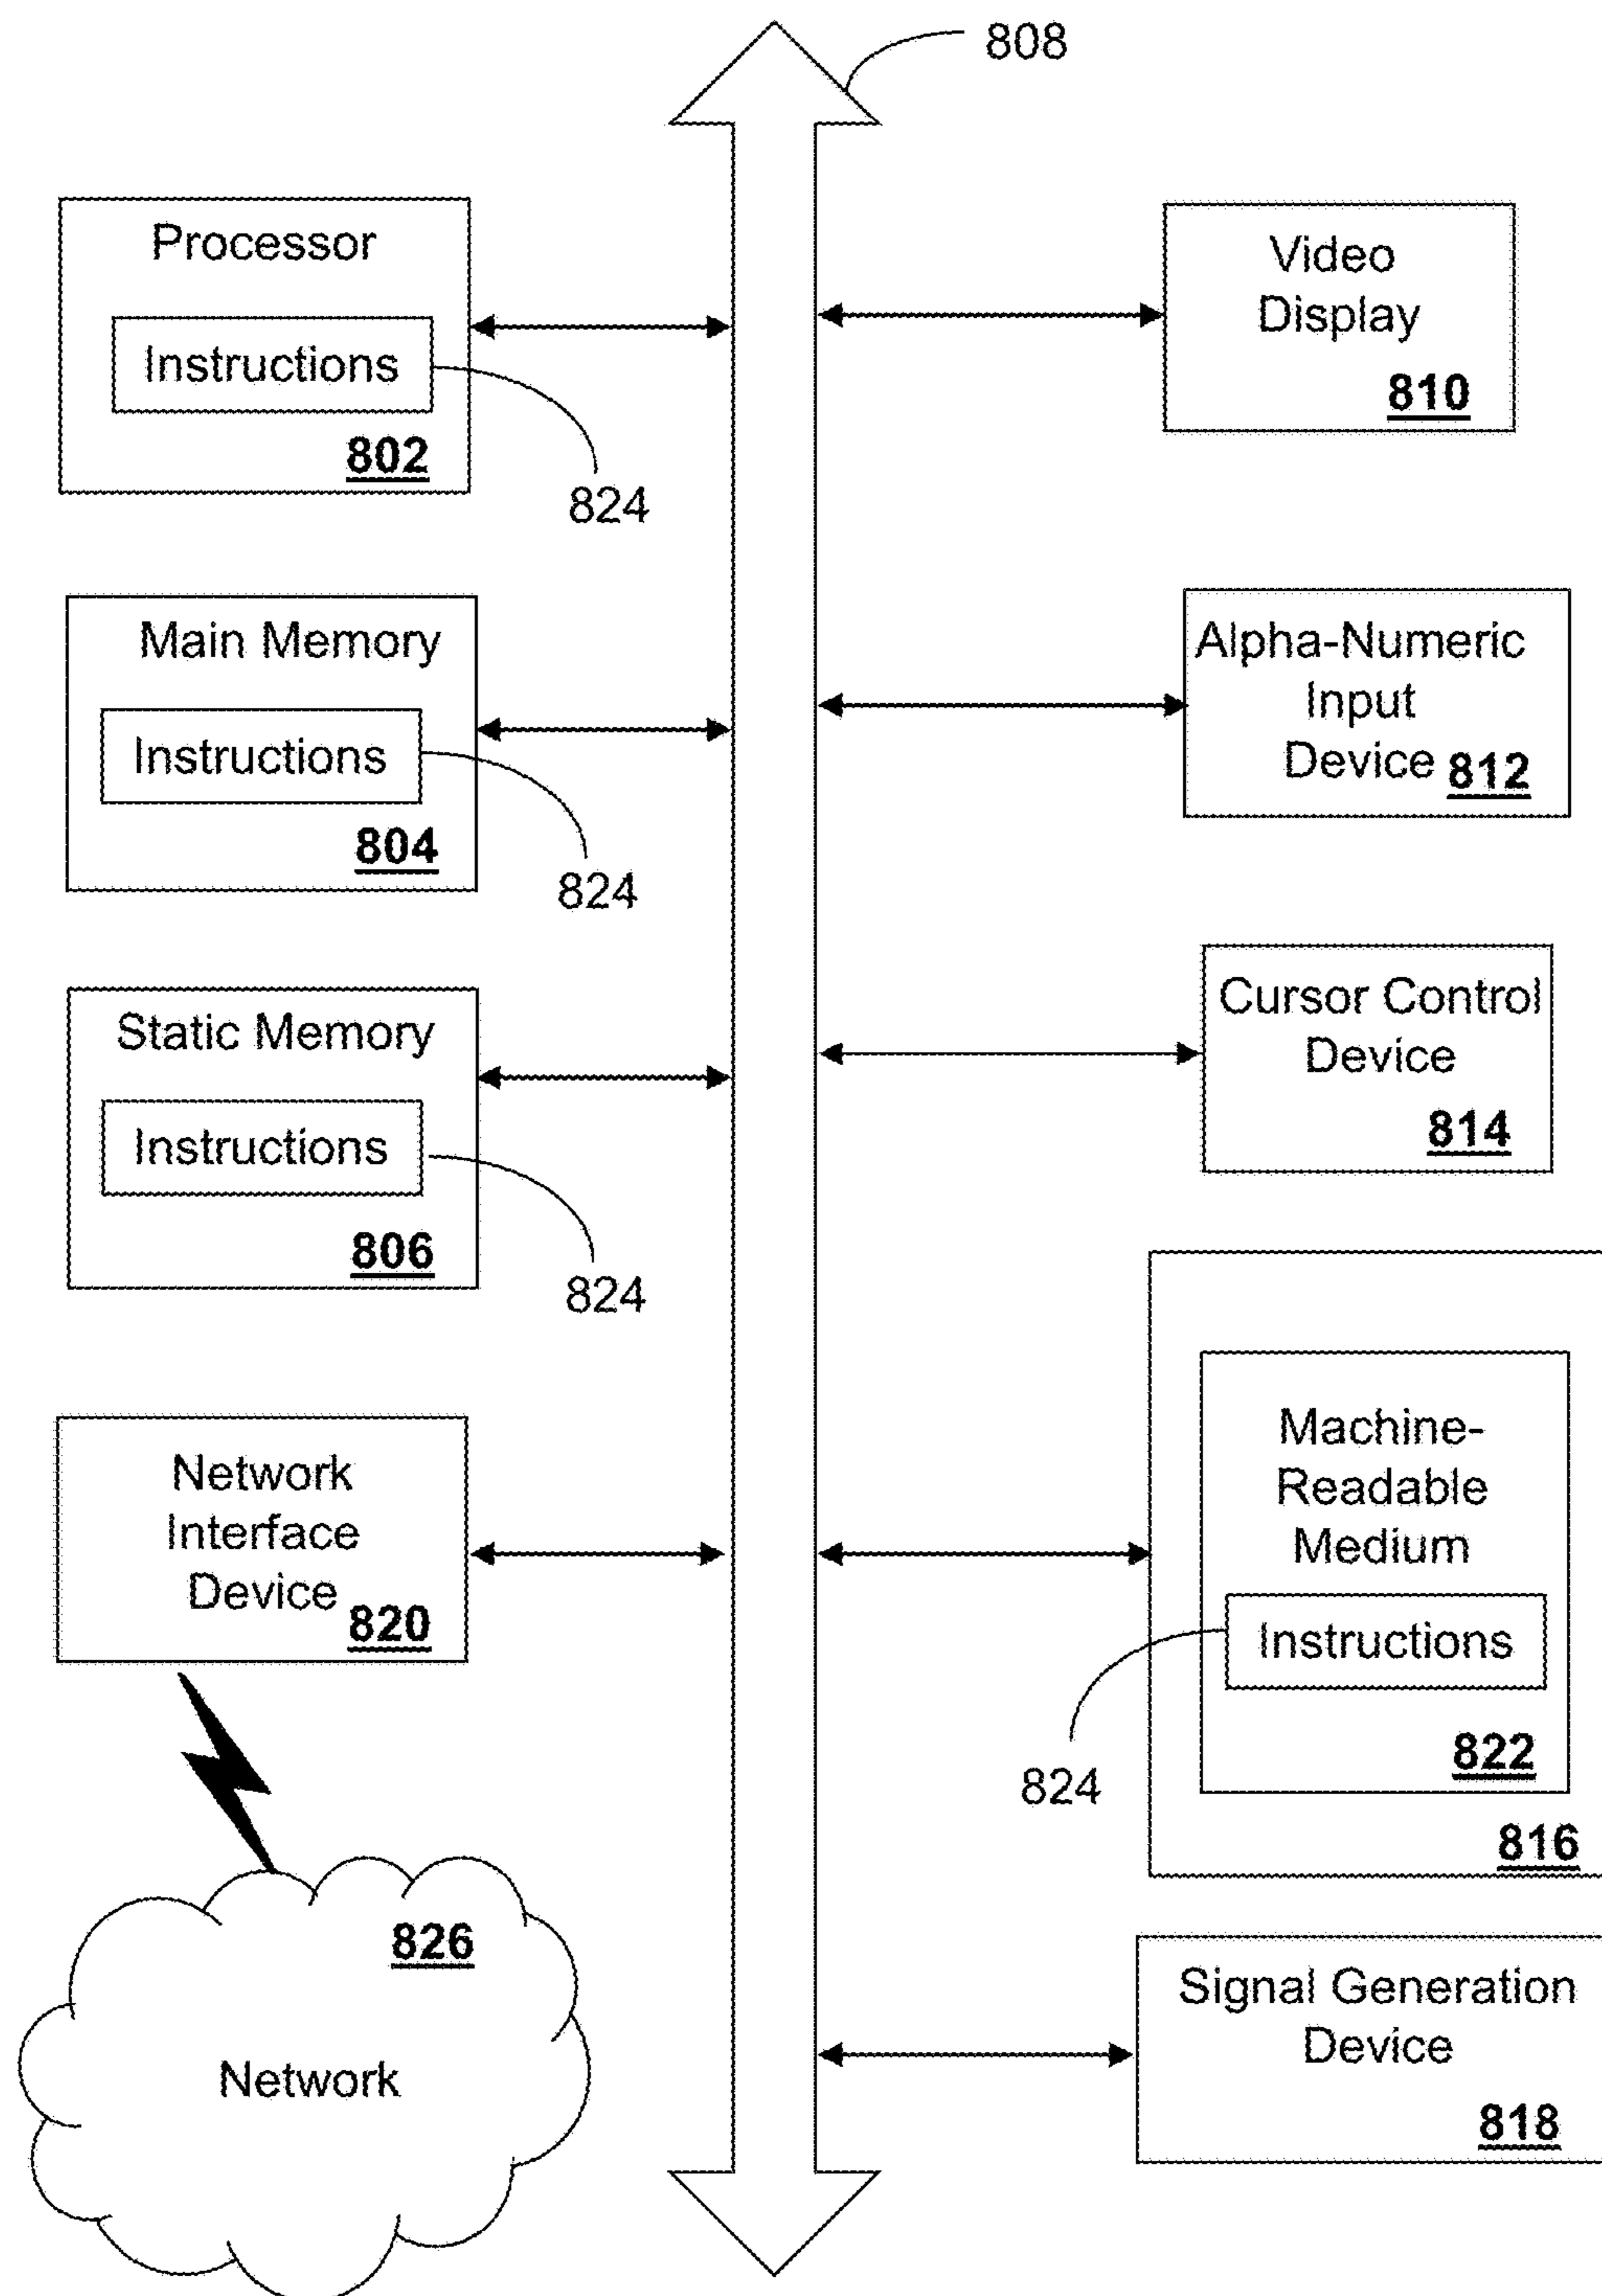 808
Processor
Instructions
802
824
Main Memory
Instructions
804
824
Static Memory
Instructions
806
824
Network
Interface
Device
820
826
Network
Video
Display
810
Alpha-Numeric
Input
Device 812
Cursor Control
Device
814
Machine-
Readable
Medium
Instructions
822
824
816
Signal Generation
Device
818